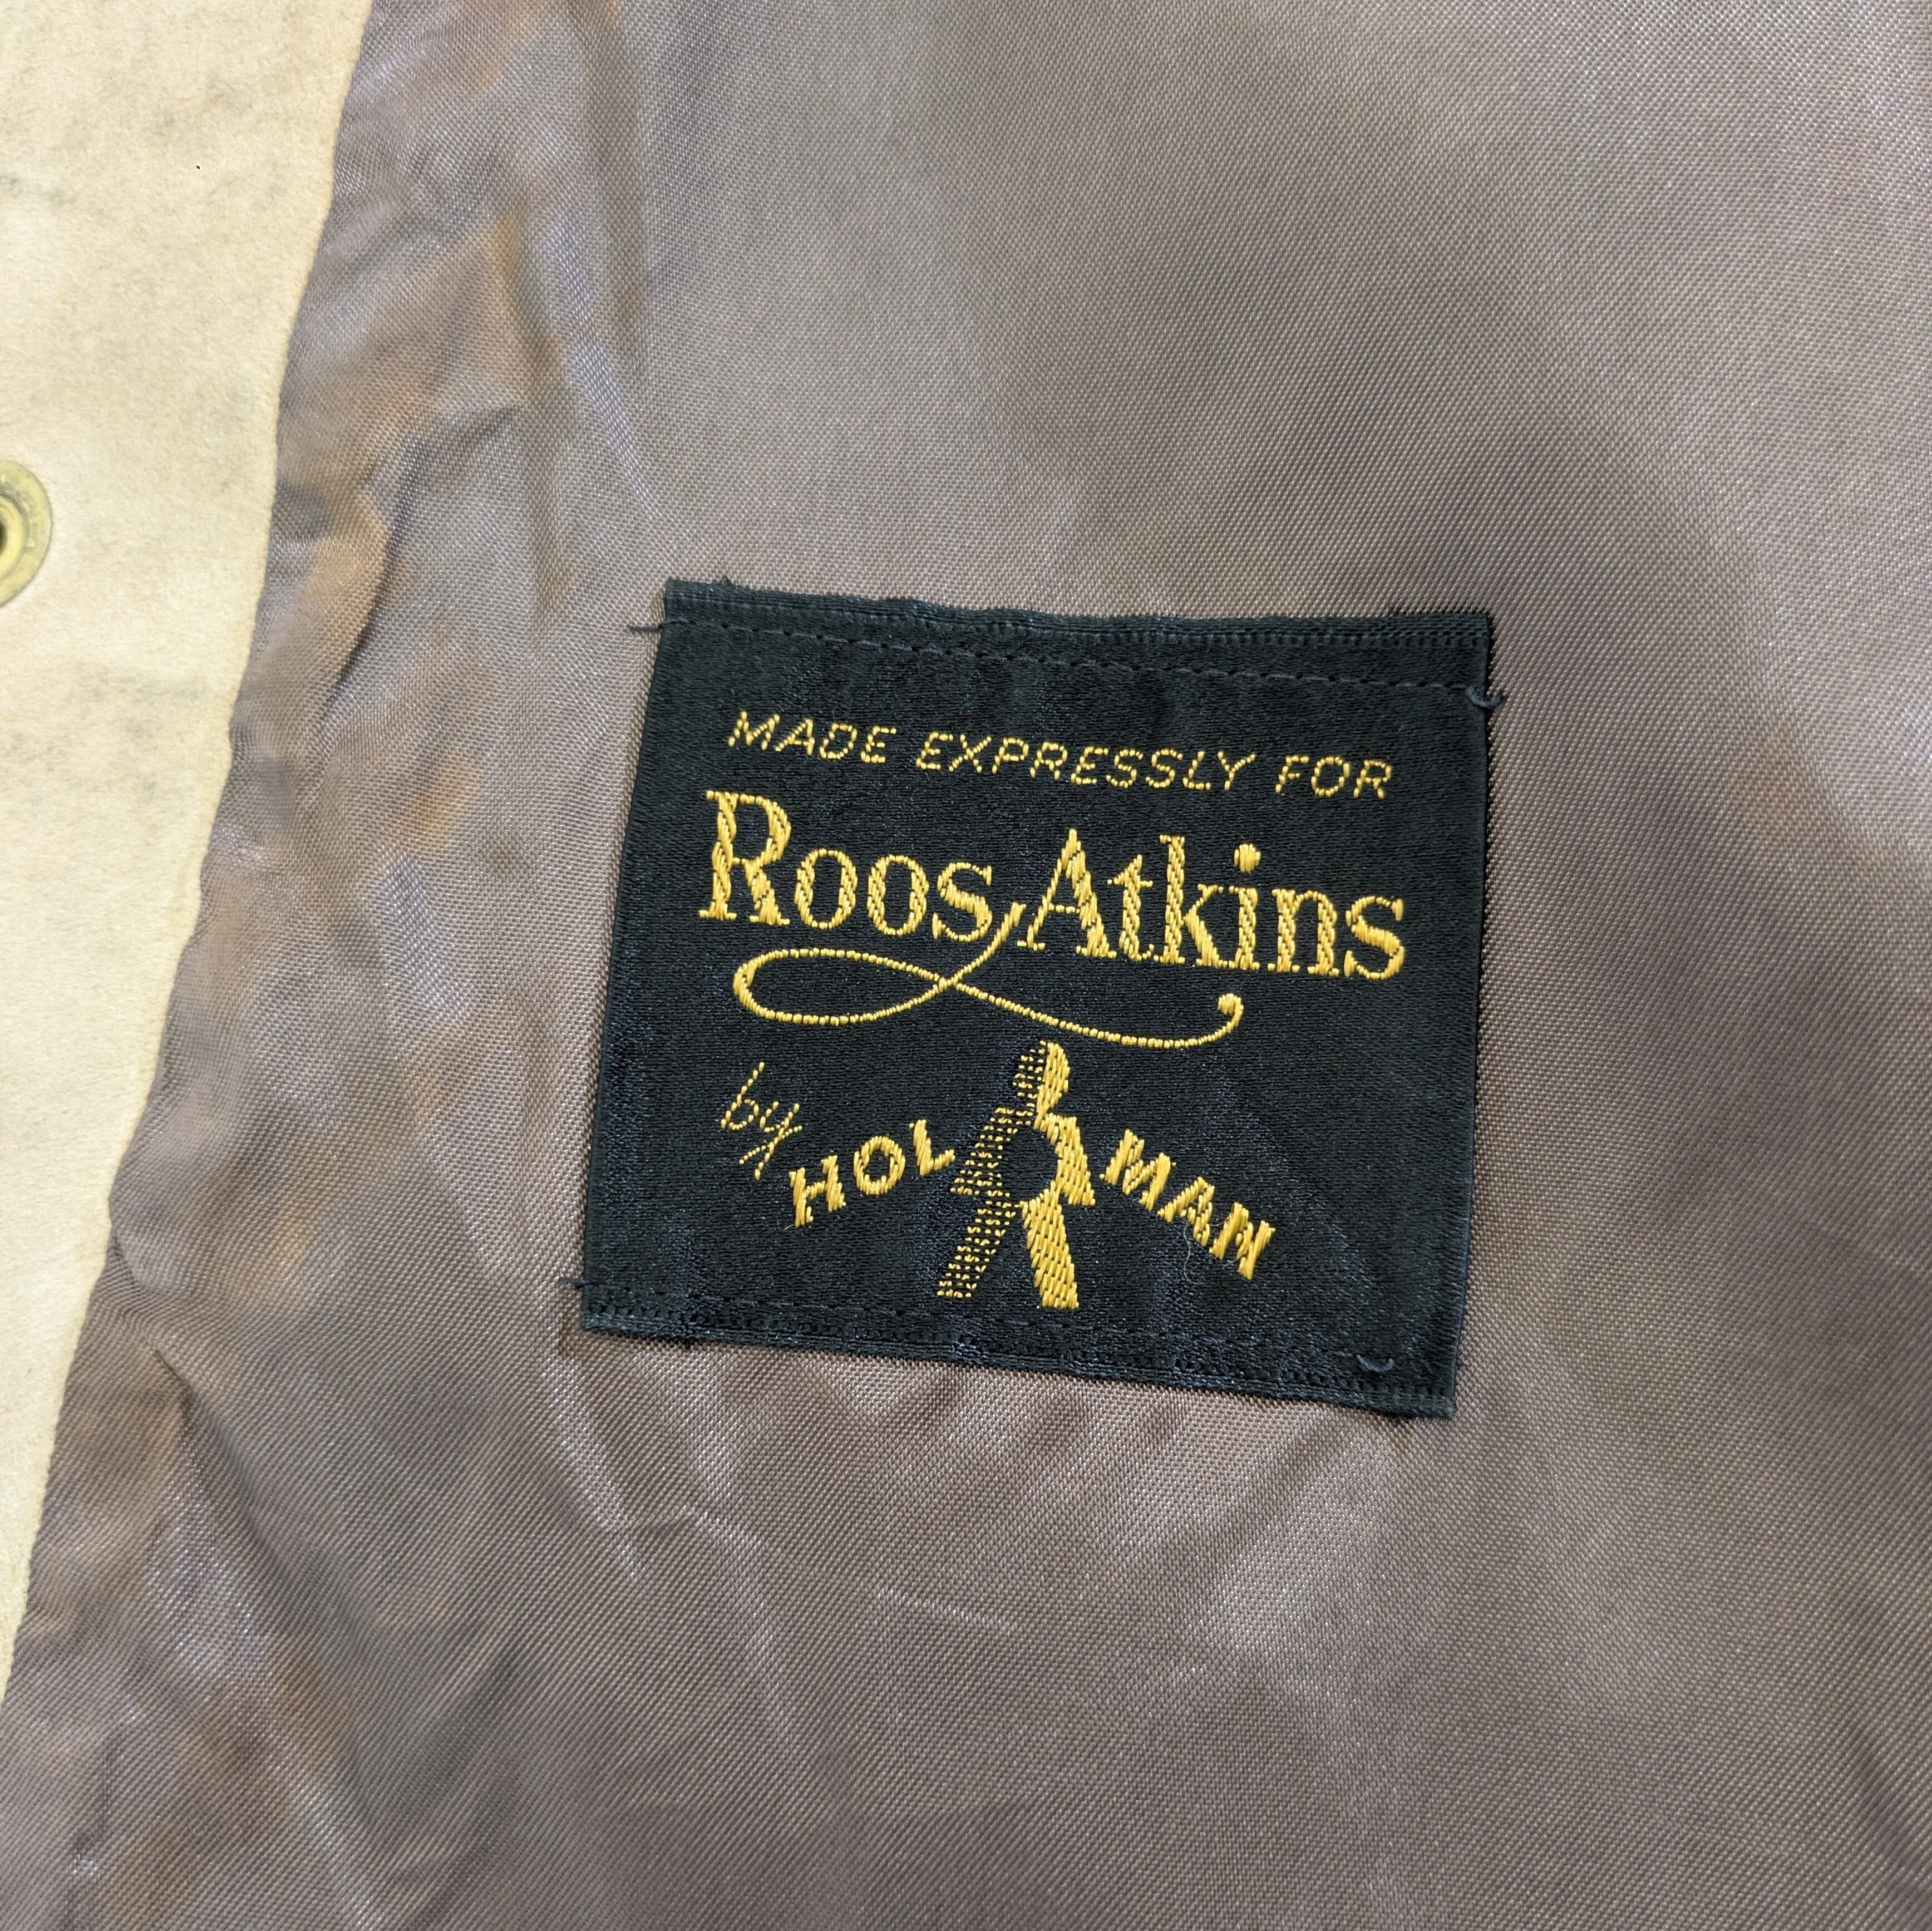 MADE EXPRESSLY FOR
Roos Atkins
by HOLMAN